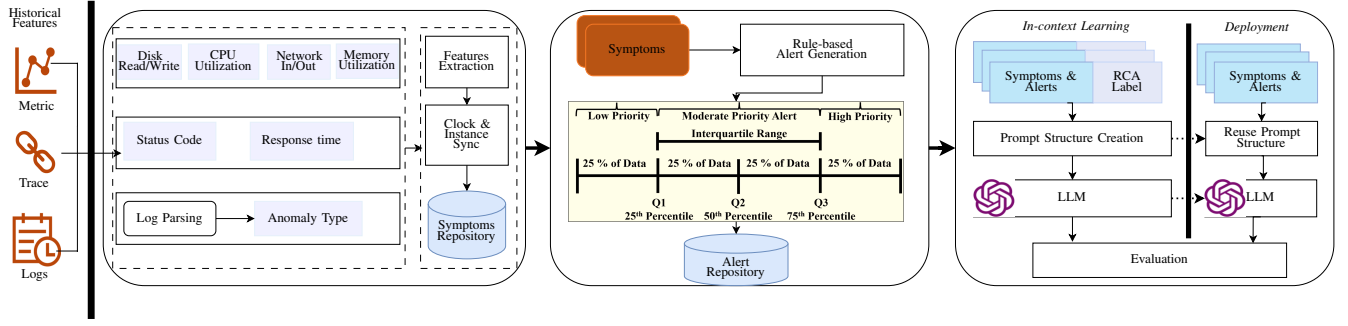 Historical
Features
Metric
Trace
Logs
Disk
Read/Write
CPU
Utilization
Network
In/Out
Memory
Utilization
Status Code
Response time
Log Parsing
Anomaly Type
Features
Extraction
Clock &
Instance
Sync
Symptoms
Repository
Symptoms
Rule-based
Alert Generation
Low Priority
Moderate Priority Alert
High Priority
Interquartile Range
25 % of Data
25 % of Data
25 % of Data
25 % of Data
Q1
Q2
Q3
25th Percentile
50th Percentile
75th Percentile
Alert
Repository
In-context Learning
Symptoms &
Alerts
RCA
Label
Prompt Structure Creation
LLM
Deployment
Symptoms &
Alerts
Reuse Prompt
Structure
LLM
Evaluation